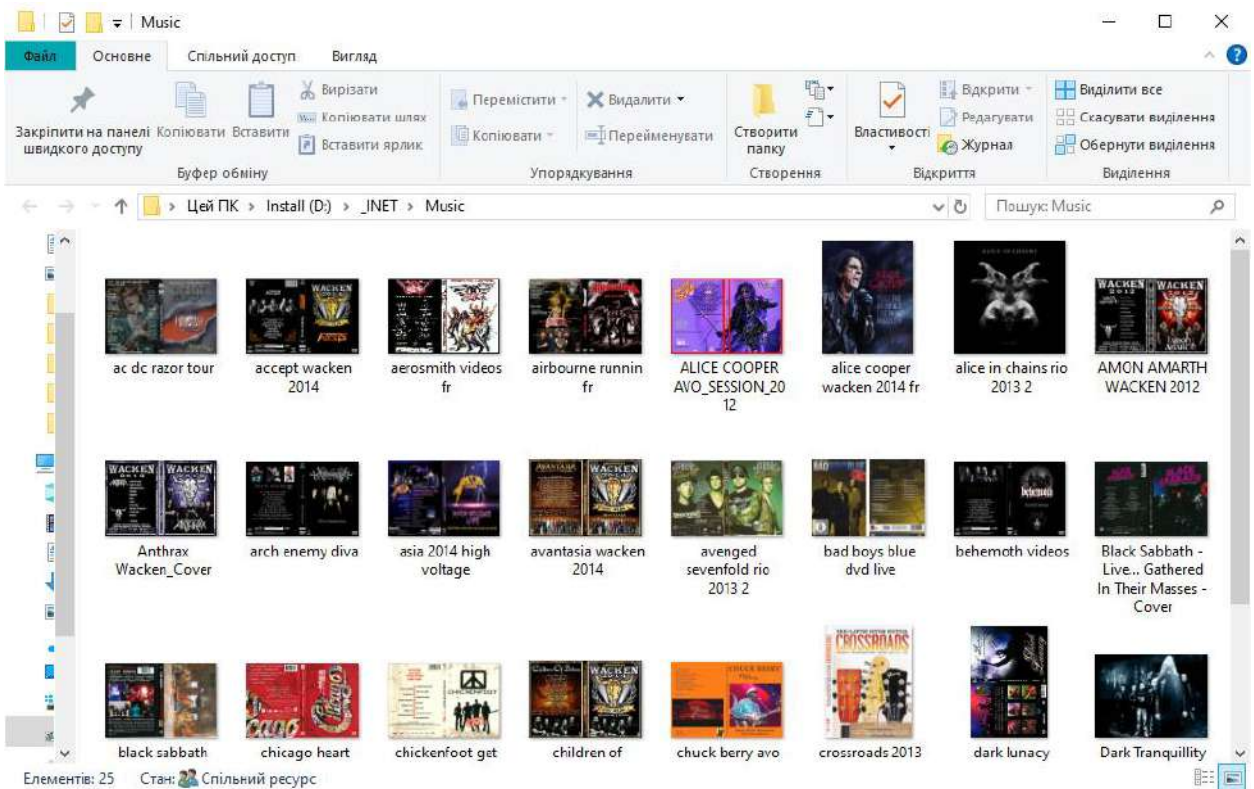 Music
Файл Основне Спільний доступ Вигляд
Закріпити на панелі швидкого доступу
Копіювати
Вставити
Вирізати
Копіювати шлях
Вставити ярлик
Буфер обміну
Перемістити
Копіювати
Видалити
Перейменувати
Упорядкування
Створити папку
Створення
Властивості
Відкрити
Редагувати
Журнал
Відкриття
Виділити все
Скасувати виділення
Обернути виділення
Виділення
Цей ПК > Install (D:) > _INET > Music
Пошук: Music
ac dc razor tour
accept wacken 2014
aerosmith videos fr
airbourne runnin fr
ALICE COOPER AVO_SESSION_2012
alice cooper wacken 2014 fr
alice in chains rio 2013 2
AMON AMARTH WACKEN 2012
Anthrax Wacken_Cover
arch enemy diva
asia 2014 high voltage
avantasia wacken 2014
avenged sevenfold rio 2013 2
bad boys blue dvd live
behemoth videos
Black Sabbath - Live... Gathered In Their Masses - Cover
black sabbath
chicago heart
chickenfoot get
children of
chuck berry avo
crossroads 2013
dark lunacy
Dark Tranquillity
Елементів: 25 Стан: Спільний ресурс